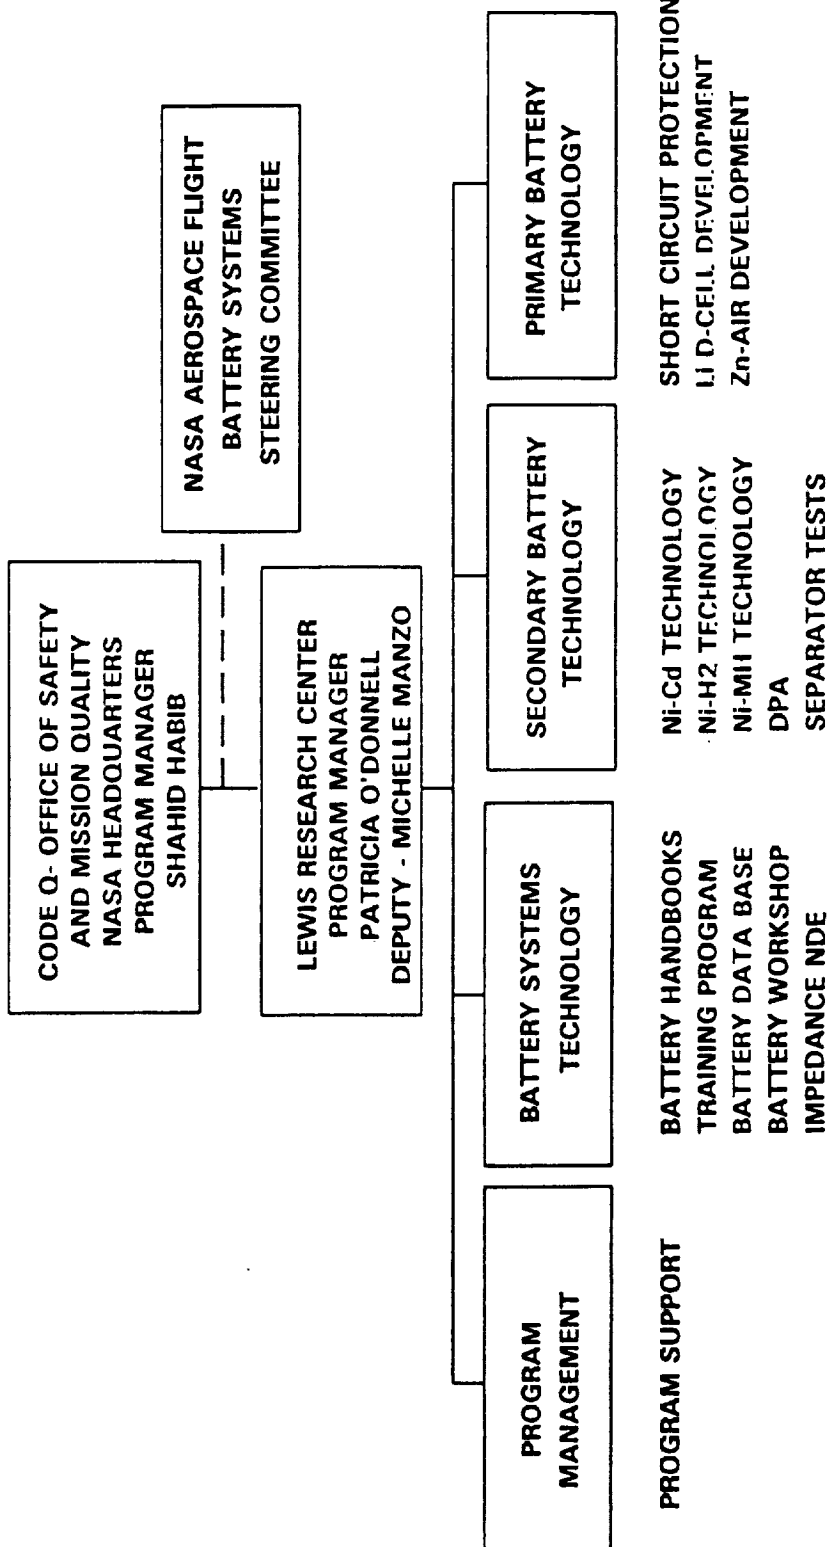 CODE Q- OFFICE OF SAFETY
AND MISSION QUALITY
NASA HEADQUARTERS
PROGRAM MANAGER
SHAHID HABIB
NASA AEROSPACE FLIGHT
BATTERY SYSTEMS
STEERING COMMITTEE
LEWIS RESEARCH CENTER
PROGRAM MANAGER
PATRICIA O'DONNELL
DEPUTY - MICHELLE MANZO
PROGRAM
MANAGEMENT
PROGRAM SUPPORT
BATTERY SYSTEMS
TECHNOLOGY
BATTERY HANDBOOKS
TRAINING PROGRAM
BATTERY DATA BASE
BATTERY WORKSHOP
IMPEDANCE NDE
SECONDARY BATTERY
TECHNOLOGY
Ni-Cd TECHNOLOGY
Ni-H2 TECHNOLOGY
Ni-MH TECHNOLOGY
DPA
SEPARATOR TESTS
PRIMARY BATTERY
TECHNOLOGY
SHORT CIRCUIT PROTECTION
Li D-CELL DEVELOPMENT
Zn-AIR DEVELOPMENT